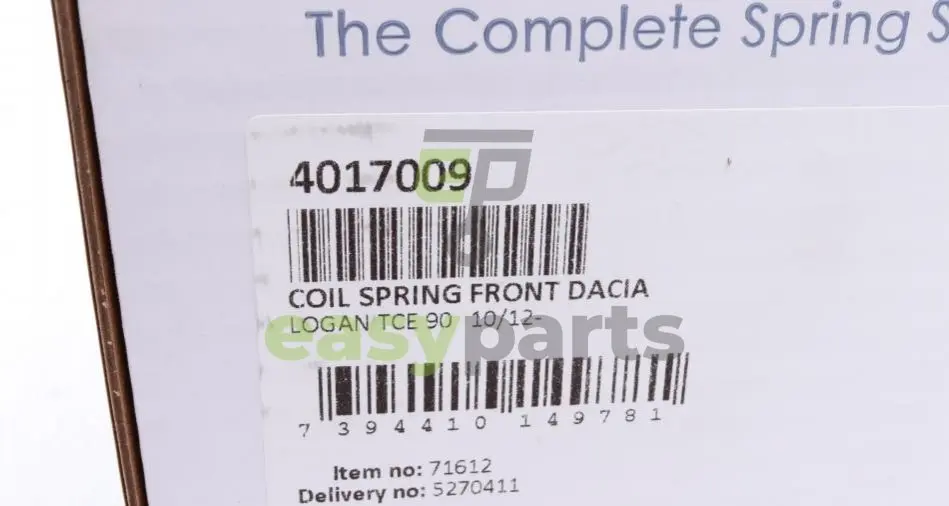 The Complete Spring S
4017009
COIL SPRING FRONT DACIA
LOGAN TCE 90 10/12-
easyparts
7 394410 149781
Item no: 71612
Delivery no: 5270411